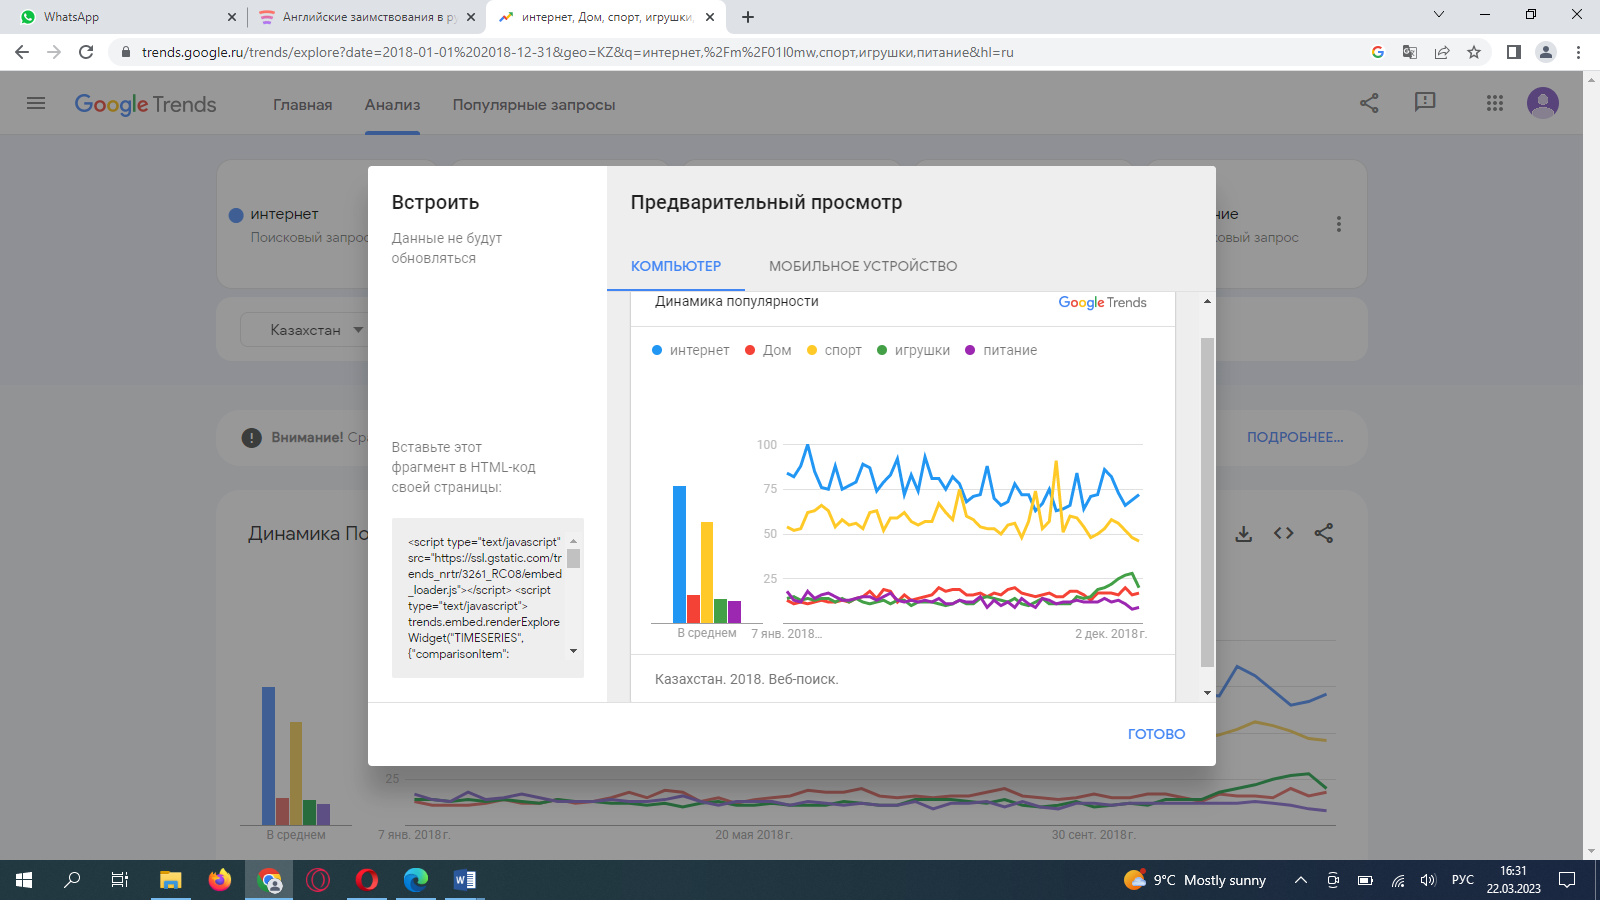 WhatsApp
Английские заимствования в ру
интернет, Дом, спорт, игрушки,
trends.google.ru/trends/explore?date=2018-01-01%202018-12-31&geo=KZ&q=интернет,%2Fm%2F01l0mw,спорт,игрушки,питание&hl=ru
Google Trends
Главная
Анализ
Популярные запросы
интернет
Поисковый запрос
ние
овый запрос
Казахстан
Внимание! Сра
ПОДРОБНЕЕ...
Динамика По
Встроить
Данные не будут
обновляться
Вставьте этот
фрагмент в HTML-код
своей страницы:
<script type="text/javascript"
src="https://ssl.gstatic.com/tr
ends_nrtr/3261_RC08/embed
_loader.js"></script> <script
type="text/javascript">
trends.embed.renderExplore
Widget("TIMESERIES",
{"comparisonItem":
Предварительный просмотр
КОМПЬЮТЕР
МОБИЛЬНОЕ УСТРОЙСТВО
Динамика популярности
Google Trends
интернет
Дом
спорт
игрушки
питание
100
75
50
25
В среднем
7 янв. 2018...
2 дек. 2018 г.
Казахстан. 2018. Веб-поиск.
ГОТОВО
25
В среднем
7 янв. 2018 г.
20 мая 2018 г.
30 сент. 2018 г.
9°C Mostly sunny
РУС
16:31
22.03.2023